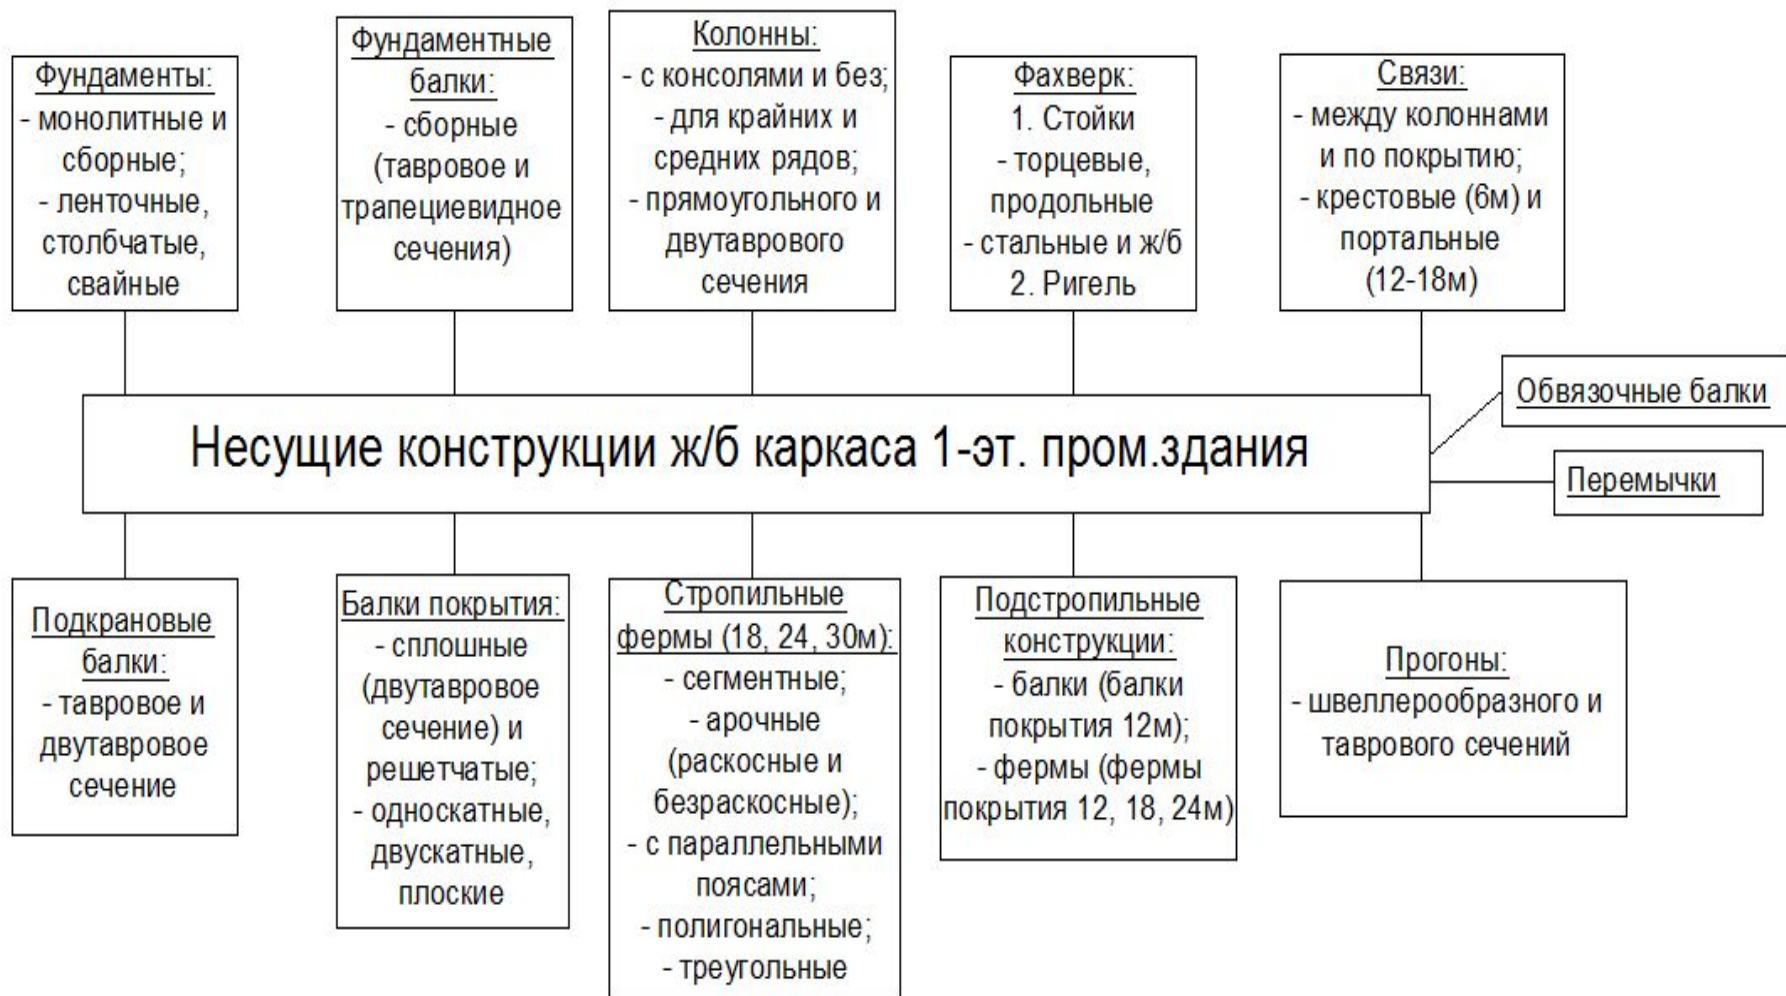 Фундаменты:
- монолитные и
сборные;
- ленточные,
столбчатые,
свайные
Фундаментные
балки:
- сборные
(тавровое и
трапециевидное
сечения)
Колонны:
- с консолями и без;
- для крайних и
средних рядов;
- прямоугольного и
двутаврового
сечения
Фахверк:
1. Стойки
- торцевые,
продольные
- стальные и ж/б
2. Ригель
Связи:
- между колоннами
и по покрытию;
- крестовые (6м) и
портальные
(12-18м)
Обвязочные балки
Несущие конструкции ж/б каркаса 1-эт. пром.здания
Перемычки
Подкрановые
балки:
- тавровое и
двутавровое
сечение
Балки покрытия:
- сплошные
(двутавровое
сечение) и
решетчатые;
- односкатные,
двускатные,
плоские
Стропильные
фермы (18, 24, 30м):
- сегментные;
- арочные
(раскосные и
безраскосные);
- с параллельными
поясами;
- полигональные;
- треугольные
Подстропильные
конструкции:
- балки (балки
покрытия 12м);
- фермы (фермы
покрытия 12, 18, 24м)
Прогоны:
- швеллерообразного и
таврового сечений